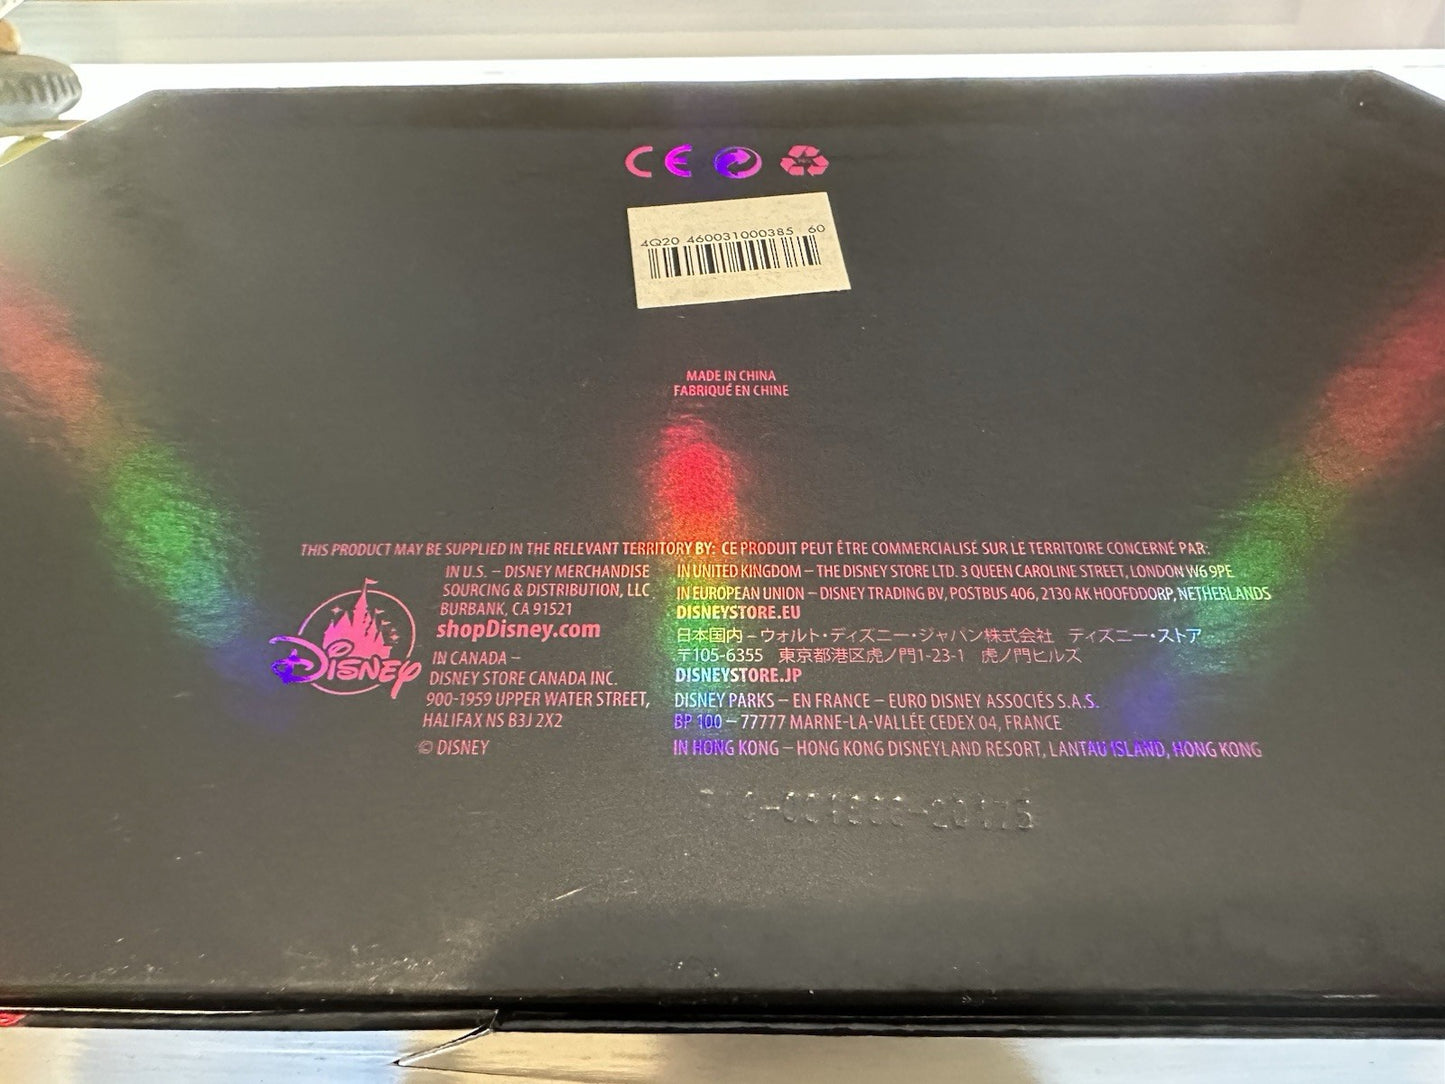 CE
4Q20 460031000385 60
MADE IN CHINA
FABRIQUÉ EN CHINE
THIS PRODUCT MAY BE SUPPLIED IN THE RELEVANT TERRITORY BY: CE PRODUIT PEUT ÊTRE COMMERCIALISÉ SUR LE TERRITOIRE CONCERNÉ PAR:
Disney
IN U.S. – DISNEY MERCHANDISE
SOURCING & DISTRIBUTION, LLC
BURBANK, CA 91521
shopDisney.com
IN CANADA –
DISNEY STORE CANADA INC.
900-1959 UPPER WATER STREET,
HALIFAX NS B3J 2X2
© DISNEY
IN UNITED KINGDOM – THE DISNEY STORE LTD. 3 QUEEN CAROLINE STREET, LONDON W6 9PE
IN EUROPEAN UNION – DISNEY TRADING BV, POSTBUS 406, 2130 AK HOOFDDORP, NETHERLANDS
DISNEYSTORE.EU
日本国内 – ウォルト・ディズニー・ジャパン株式会社 ディズニー・ストア
〒105-6355 東京都港区虎ノ門1-23-1 虎ノ門ヒルズ
DISNEYSTORE.JP
DISNEY PARKS – EN FRANCE – EURO DISNEY ASSOCIÉS S.A.S.
BP 100 – 77777 MARNE-LA-VALLÉE CEDEX 04, FRANCE
IN HONG KONG – HONG KONG DISNEYLAND RESORT, LANTAU ISLAND, HONG KONG